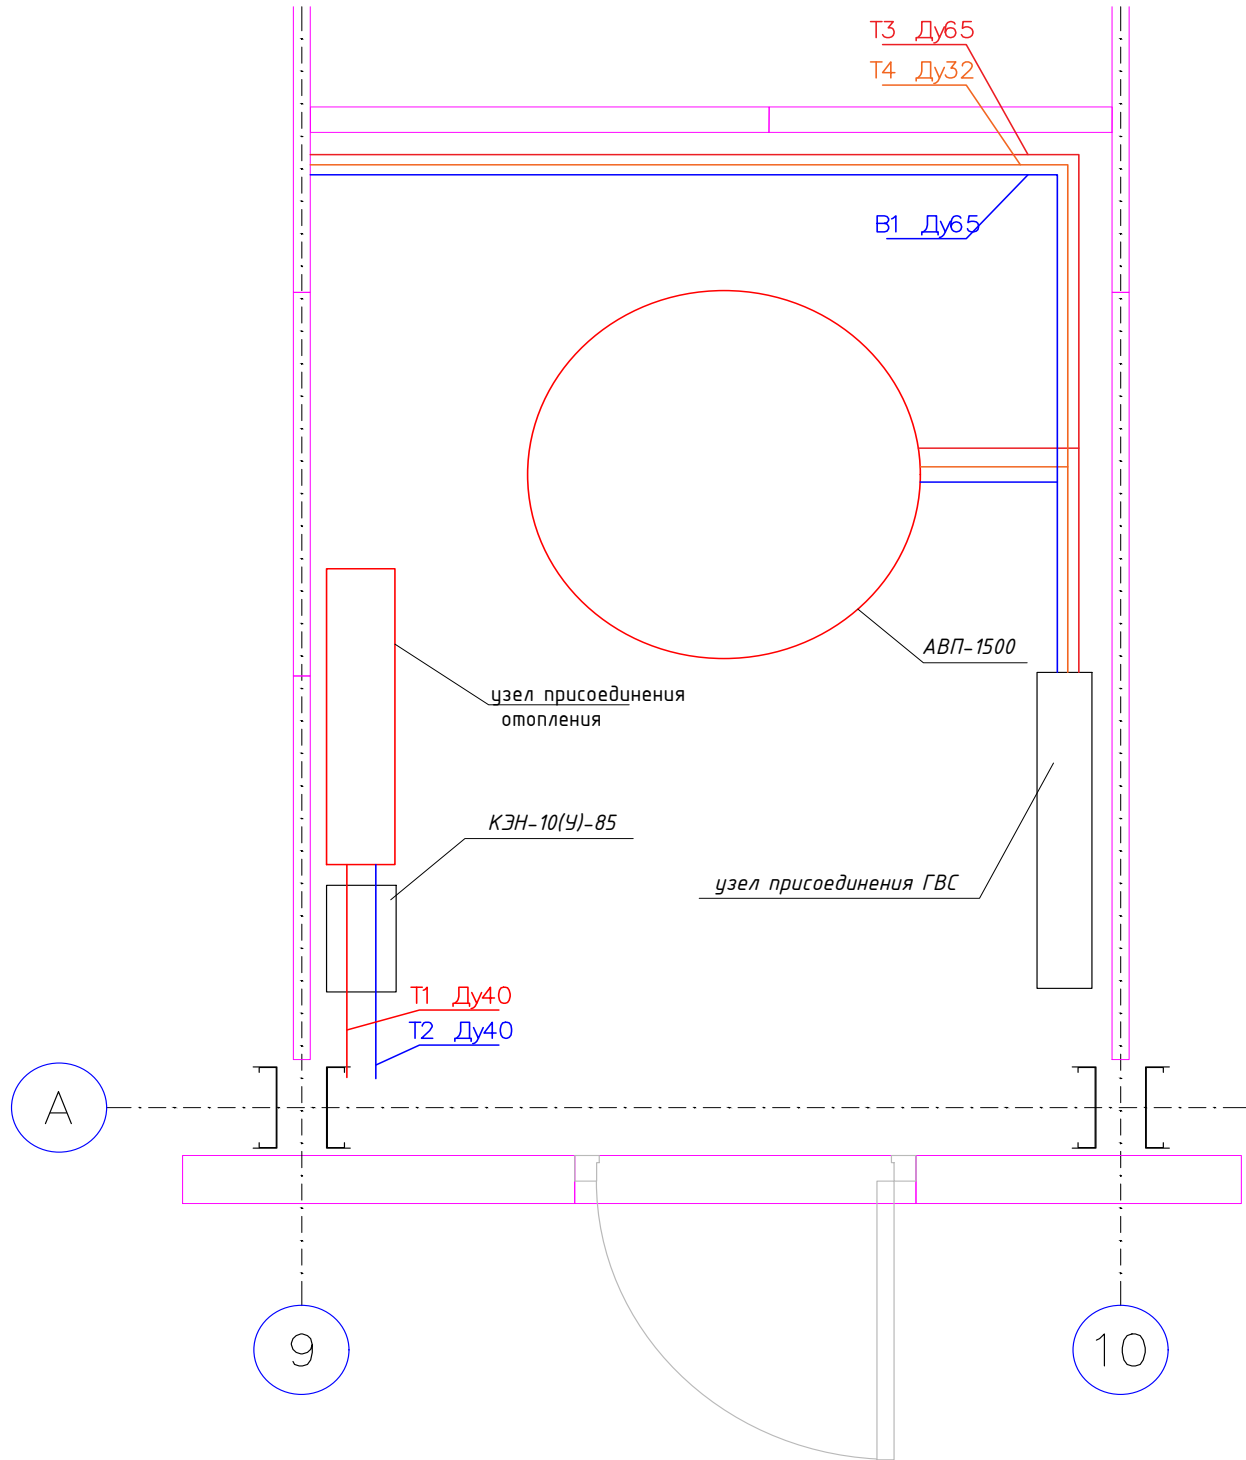 Т3 Ду65
Т4 Ду32
В1 Ду65
АВП-1500
узел присоединения
отопления
КЭН-10(У)-85
узел присоединения ГВС
Т1 Ду40
Т2 Ду40
А
9
10